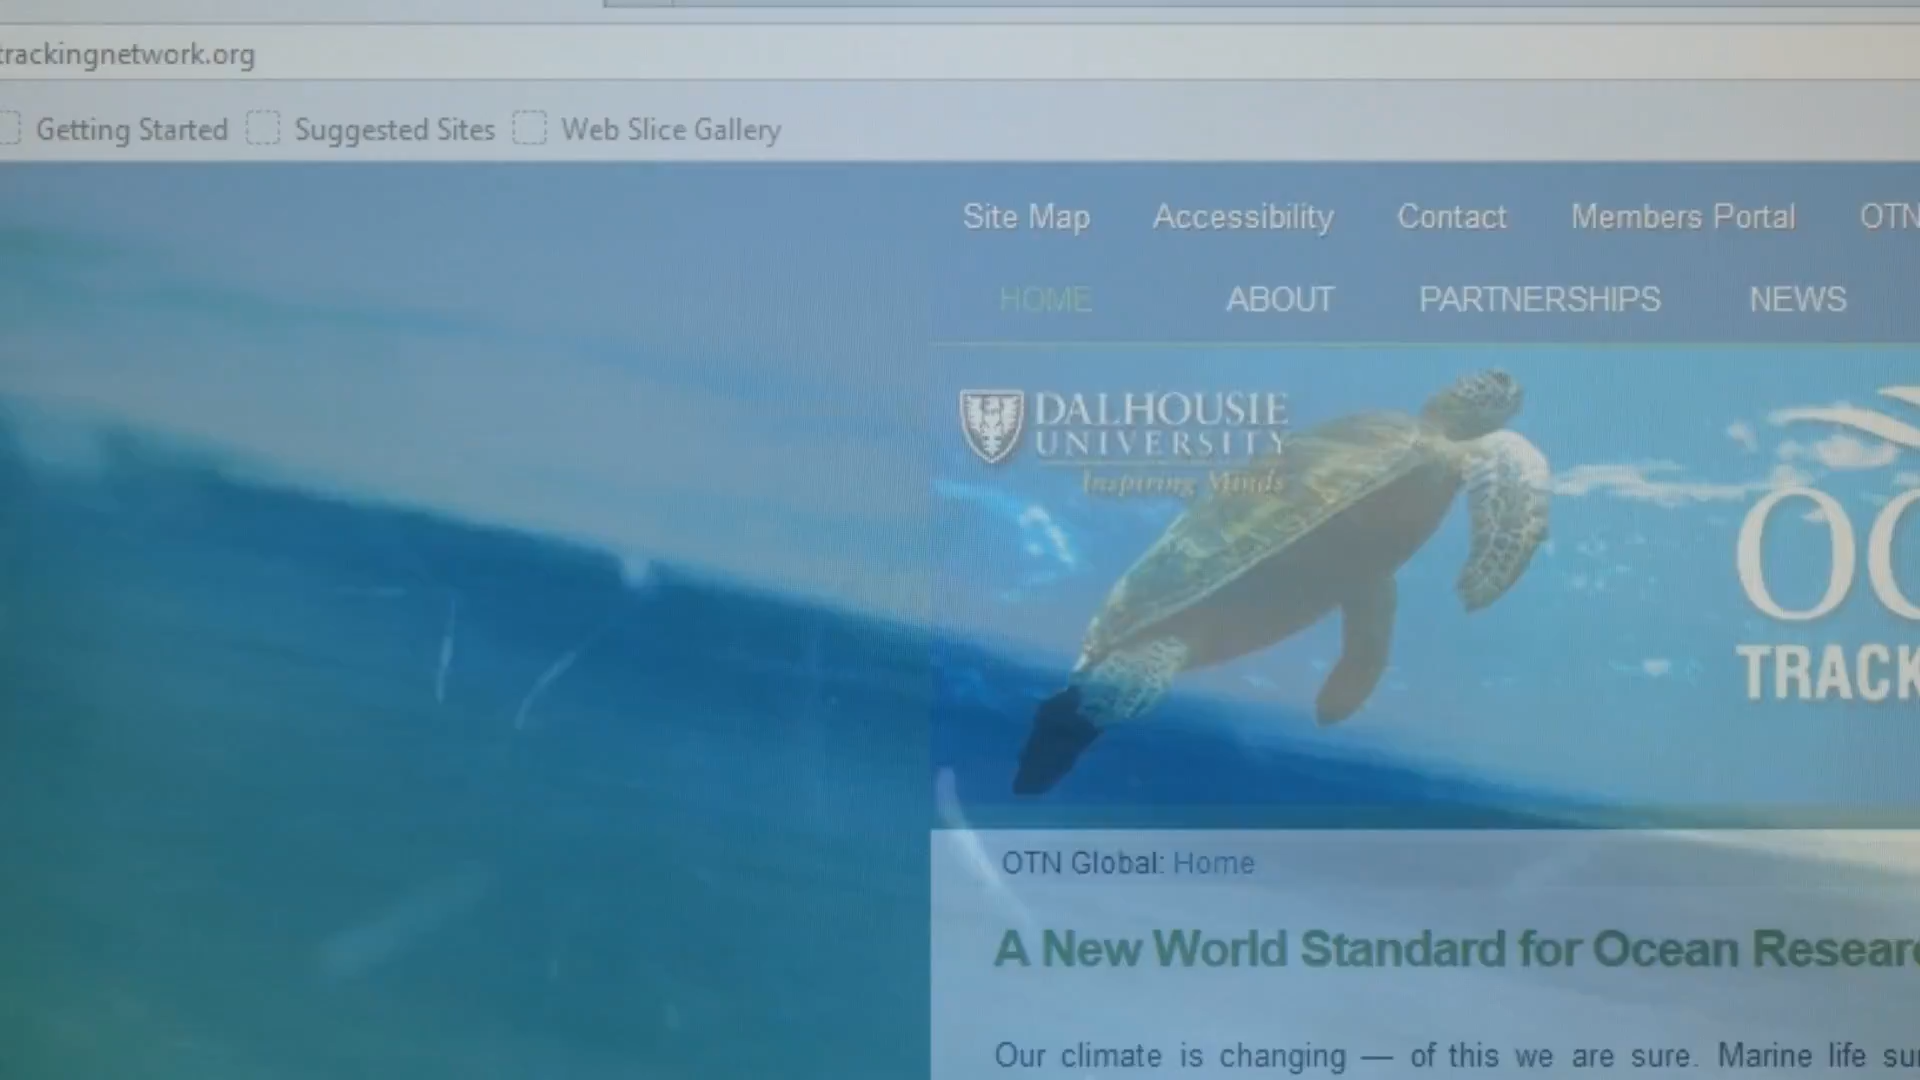 trackingnetwork.org
Getting Started Suggested Sites Web Slice Gallery
Site Map Accessibility Contact Members Portal OTN
HOME ABOUT PARTNERSHIPS NEWS
DALHOUSIE
UNIVERSITY
Inspiring Minds
OC
TRACK
OTN Global: Home
A New World Standard for Ocean Researc
Our climate is changing — of this we are sure. Marine life su